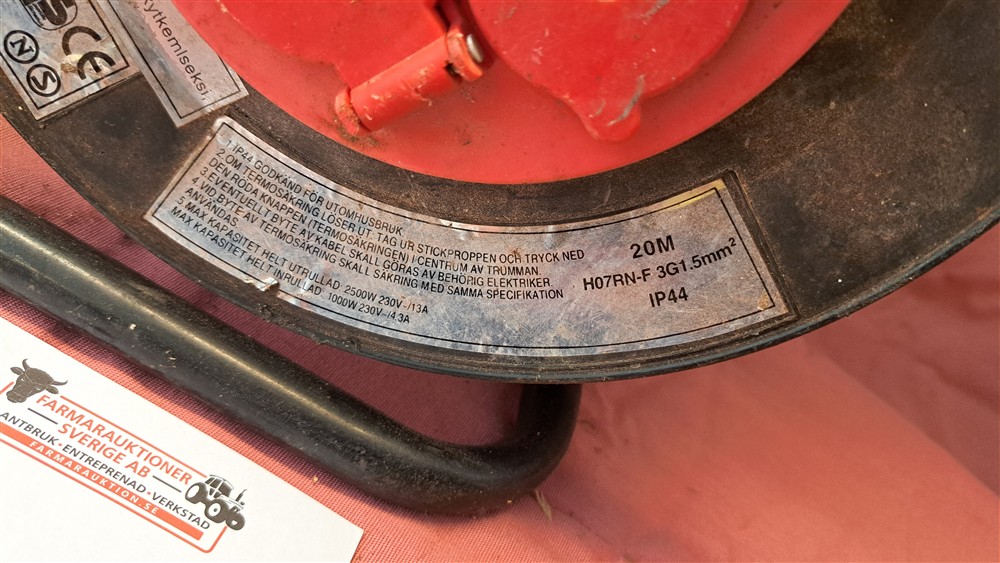 kytkemiseksi.
CE
N
S
1 IP44 GODKÄND FÖR UTOMHUSBRUK
2. OM TERMOSÄKRING LÖSER UT, TAG UR STICKPROPPEN OCH TRYCK NED
DEN RÖDA KNAPPEN (TERMOSÄKRINGEN) I CENTRUM AV TRUMMAN.
3. EVENTUELLT BYTE AV KABEL SKALL GÖRAS AV BEHÖRIG ELEKTRIKER.
4. VID BYTE AV TERMOSÄKRING SKALL SÄKRING MED SAMMA SPECIFIKATION
ANVÄNDAS.
5. MAX KAPASITET HELT UTRULLAD 2500W 230V~/13A
MAX KAPASITET HELT INRULLAD 1000W 230V~/4.3A
20M
H07RN-F 3G1.5mm²
IP44
FARMARAUKTIONER
SVERIGE AB
ANTBRUK•ENTREPRENAD•VERKSTAD
FARMARAUKTION.SE